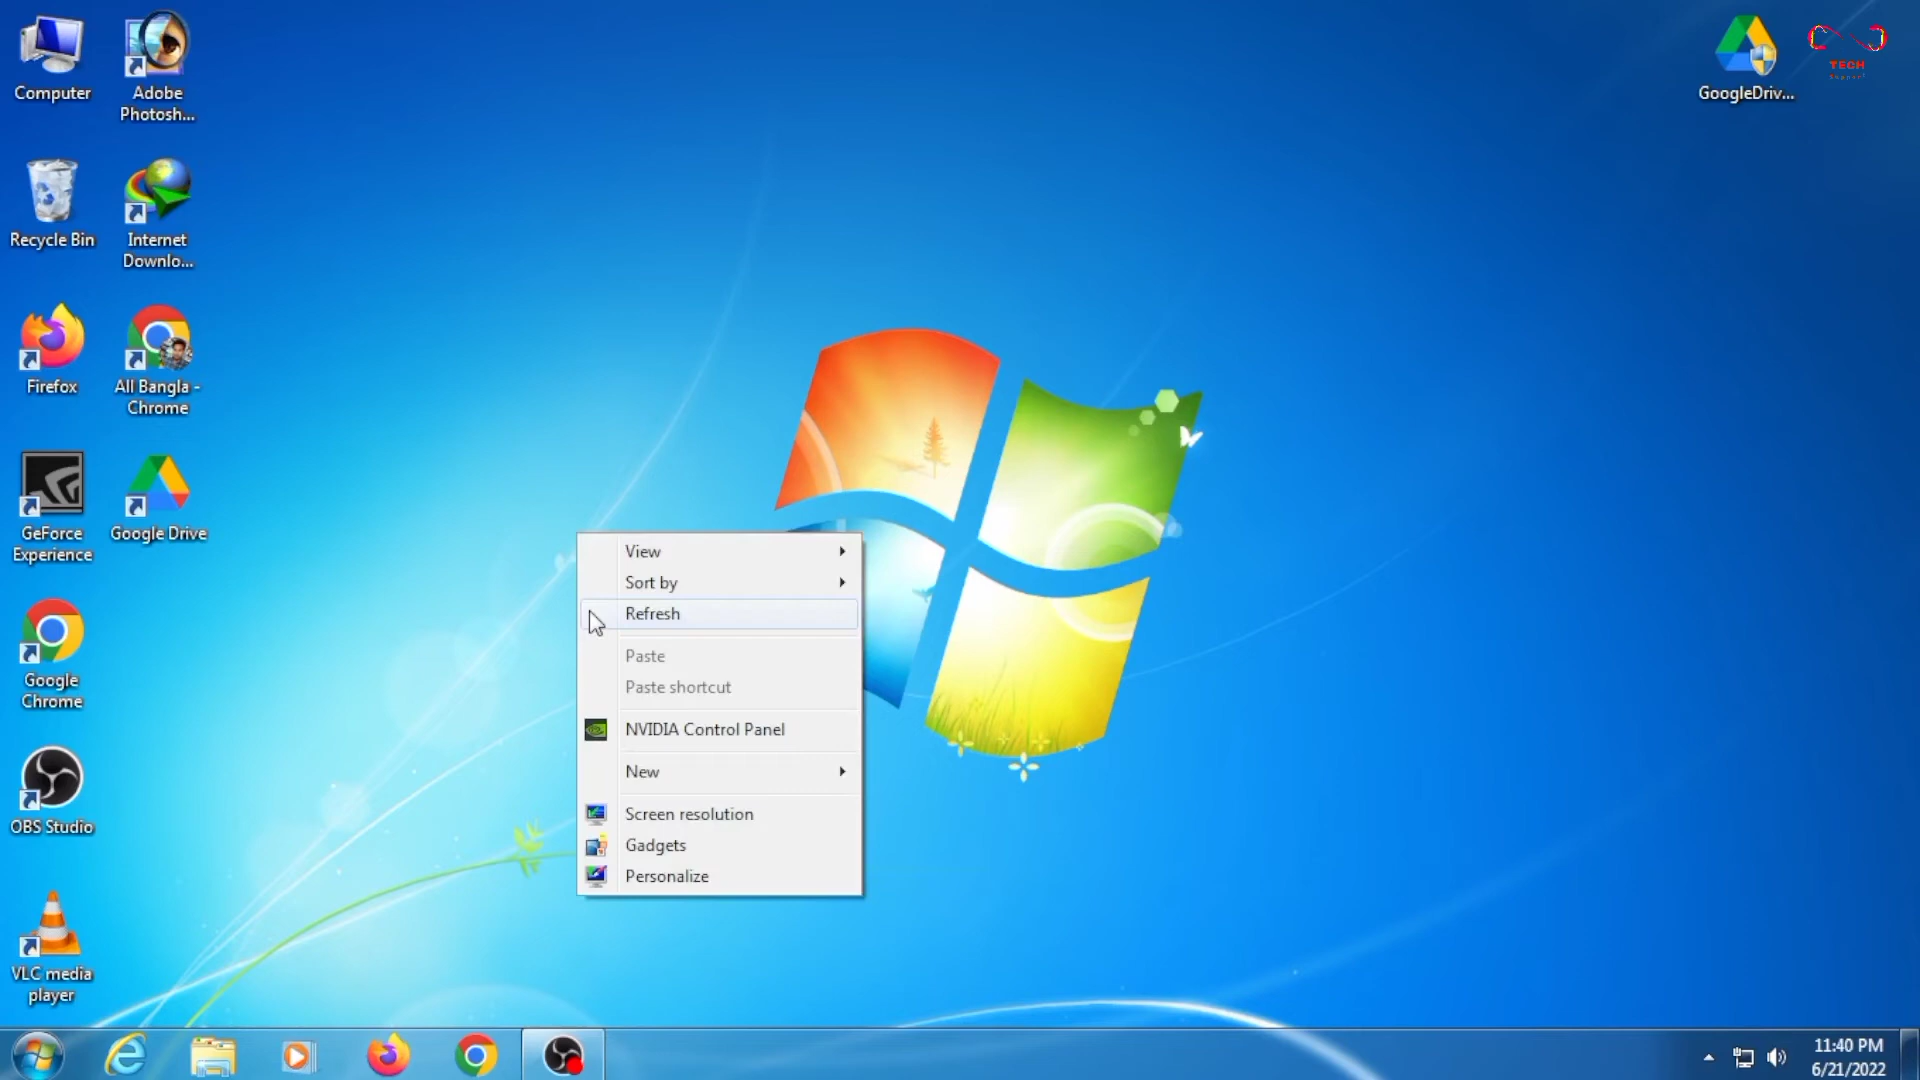 Computer
Adobe
Photosh...
Recycle Bin
Internet
Downlo...
Firefox
All Bangla -
Chrome
GeForce
Experience
Google Drive
Google
Chrome
OBS Studio
VLC media
player
GoogleDriv...
TECH
Support
View
Sort by
Refresh
Paste
Paste shortcut
NVIDIA Control Panel
New
Screen resolution
Gadgets
Personalize
11:40 PM
6/21/2022